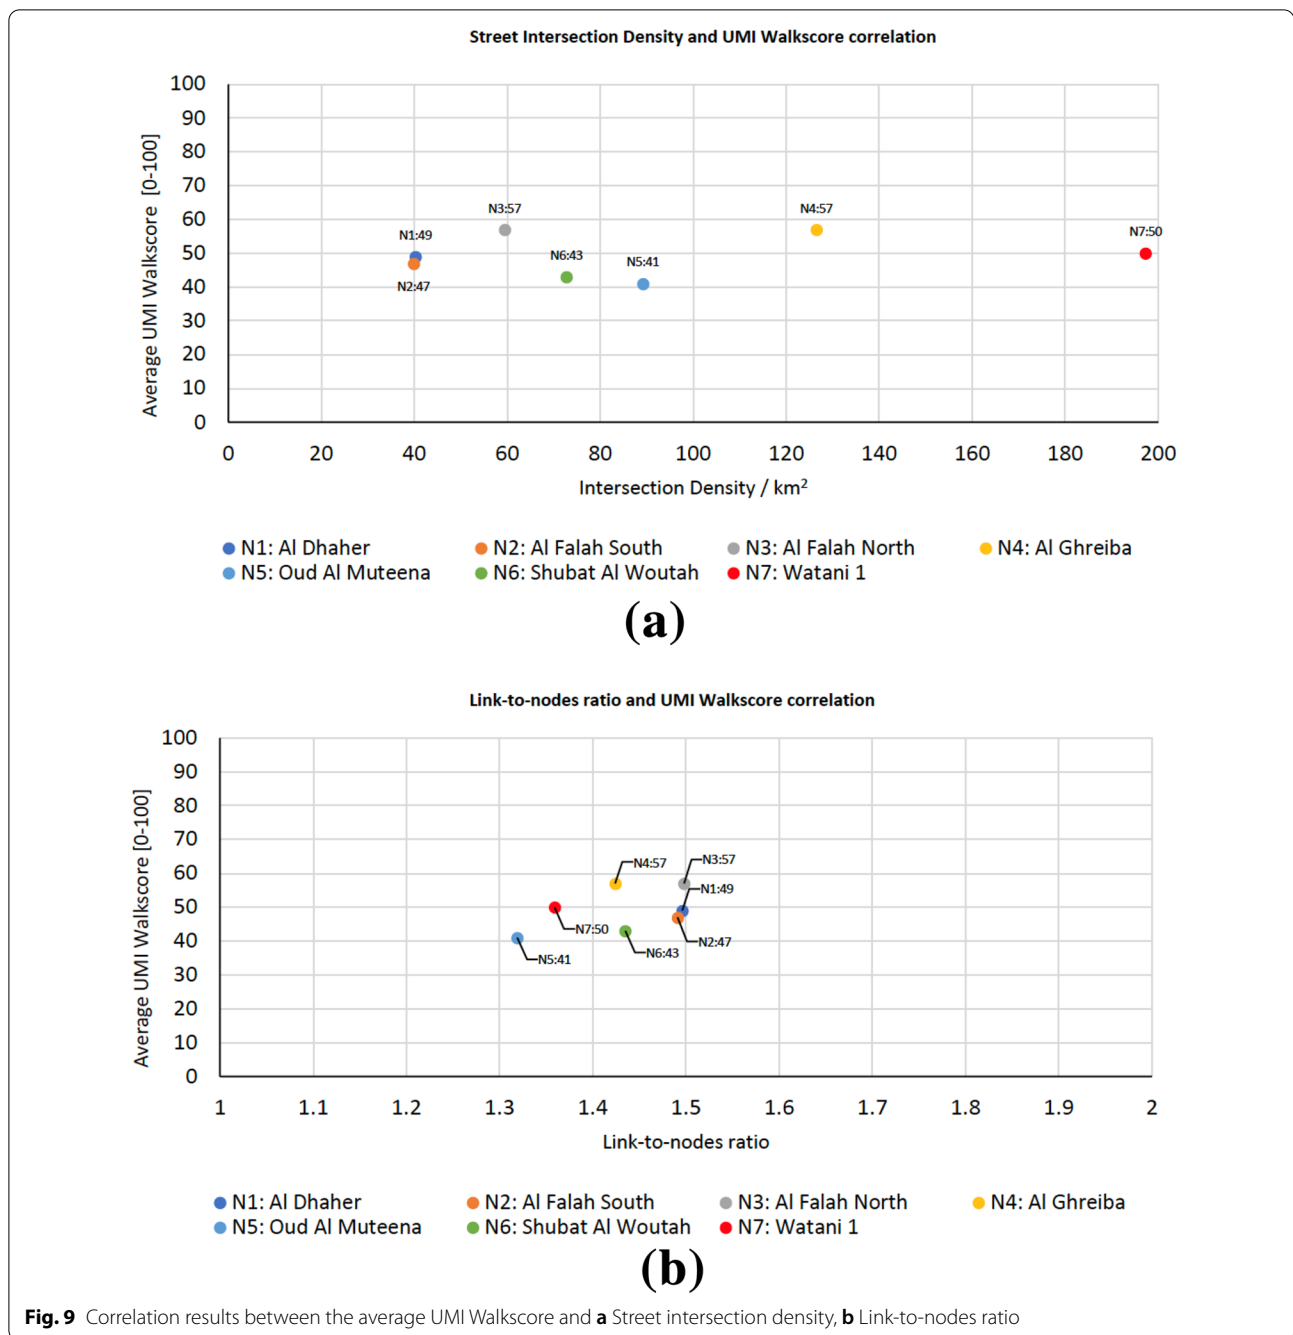 Street Intersection Density and UMI Walkscore correlation
Average UMI Walkscore [0-100]
100
90
80
70
60
50
40
30
20
10
0
N1:49
N2:47
N3:57
N6:43
N5:41
N4:57
N7:50
0 20 40 60 80 100 120 140 160 180 200
Intersection Density / km²
N1: Al Dhaher N2: Al Falah South N3: Al Falah North N4: Al Ghreiba
N5: Oud Al Muteena N6: Shubat Al Woutah N7: Watani 1
(a)
Link-to-nodes ratio and UMI Walkscore correlation
Average UMI Walkscore [0-100]
100
90
80
70
60
50
40
30
20
10
0
N4:57
N3:57
N1:49
N7:50
N2:47
N6:43
N5:41
1 1.1 1.2 1.3 1.4 1.5 1.6 1.7 1.8 1.9 2
Link-to-nodes ratio
N1: Al Dhaher N2: Al Falah South N3: Al Falah North N4: Al Ghreiba
N5: Oud Al Muteena N6: Shubat Al Woutah N7: Watani 1
(b)
Fig. 9 Correlation results between the average UMI Walkscore and a Street intersection density, b Link-to-nodes ratio